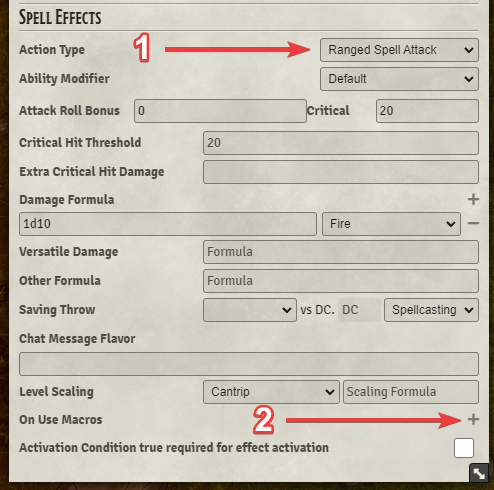 Spell Effects
Action Type 1 Ranged Spell Attack
Ability Modifier Default
Attack Roll Bonus 0 Critical 20
Critical Hit Threshold 20
Extra Critical Hit Damage
Damage Formula +
1d10 Fire −
Versatile Damage Formula
Other Formula Formula
Saving Throw vs DC. DC Spellcasting
Chat Message Flavor
Level Scaling Cantrip Scaling Formula
On Use Macros 2 +
Activation Condition true required for effect activation